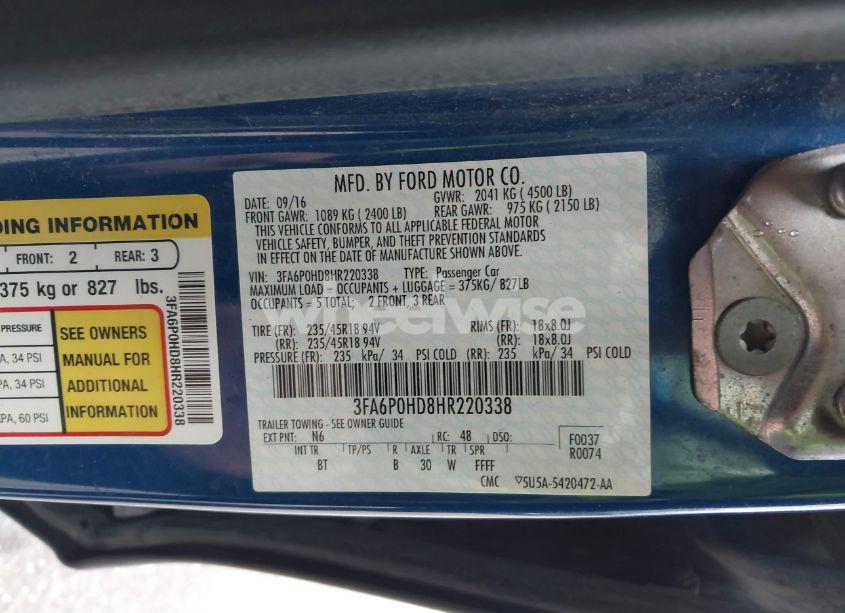 DING INFORMATION
FRONT: 2 REAR: 3
375 kg or 827 lbs.
PRESSURE
A, 34 PSI
PA, 34 PSI
PA, 60 PSI
SEE OWNERS
MANUAL FOR
ADDITIONAL
INFORMATION
3FA6P0HD8HR220338
MFD. BY FORD MOTOR CO.
DATE: 09/16 GVWR: 2041 KG ( 4500 LB)
FRONT GAWR: 1089 KG ( 2400 LB) REAR GAWR: 975 KG ( 2150 LB)
THIS VEHICLE CONFORMS TO ALL APPLICABLE FEDERAL MOTOR
VEHICLE SAFETY, BUMPER, AND THEFT PREVENTION STANDARDS
IN EFFECT ON THE DATE OF MANUFACTURE SHOWN ABOVE.
VIN: 3FA6P0HD8HR220338 TYPE: Passenger Car
MAXIMUM LOAD = OCCUPANTS + LUGGAGE = 375KG/ 827LB
OCCUPANTS = 5 TOTAL; 2 FRONT, 3 REAR
wheelwise
TIRE (FR): 235/45R18 94V RIMS (FR): 18x8.0J
(RR): 235/45R18 94V (RR): 18x8.0J
PRESSURE (FR): 235 kPa/ 34 PSI COLD (RR): 235 kPa/ 34 PSI COLD
3FA6P0HD8HR220338
TRAILER TOWING - SEE OWNER GUIDE
EXT PNT: N6 RC: 48 DSO: F0037
R0074
INT TR TP/PS R AXLE TR SPR
BT B 30 W FFFF
CMC ▽5U5A-5420472-AA